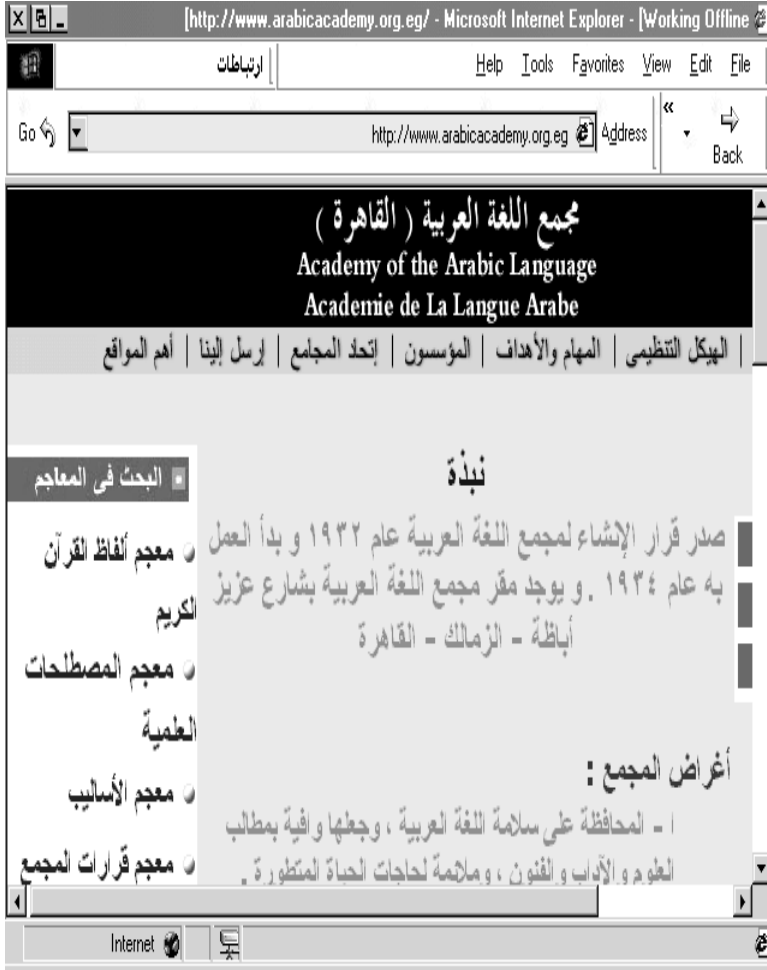 [http://www.arabicacademy.org.eg/ - Microsoft Internet Explorer - [Working Offline
File Edit View Favorites Tools Help
ارتباطات
Back
«
Address http://www.arabicacademy.org.eg Go
مجمع اللغة العربية ( القاهرة )
Academy of the Arabic Language
Academie de La Langue Arabe
الهيكل التنظيمى | المهام والأهداف | المؤسسون | إتحاد المجامع | إرسل إلينا | أهم المواقع
نبذة
صدر قرار الإنشاء لمجمع اللغة العربية عام ١٩٣٢ و بدأ العمل
به عام ١٩٣٤ . و يوجد مقر مجمع اللغة العربية بشارع عزيز
أباظة - الزمالك - القاهرة
أغراض المجمع :
١ - المحافظة على سلامة اللغة العربية ، وجعلها وافية بمطالب
العلوم والآداب والفنون ، وملائمة لحاجات الحياة المتطورة .
البحث فى المعاجم
معجم ألفاظ القرآن
الكريم
معجم المصطلحات
العلمية
معجم الأساليب
معجم قرارات المجمع
Internet